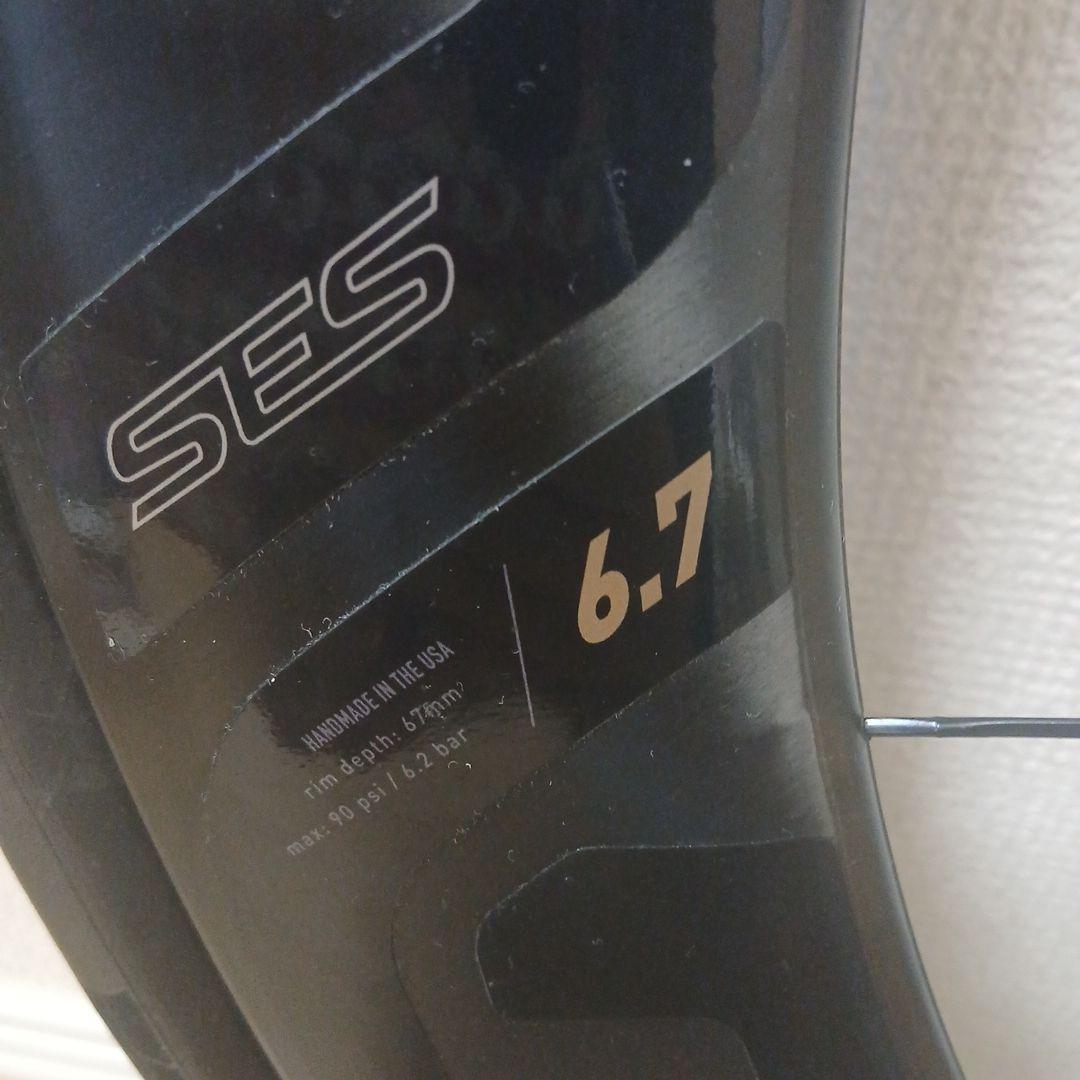 SES
6.7
HANDMADE IN THE USA
rim depth: 67mm
max: 90 psi / 6.2 bar